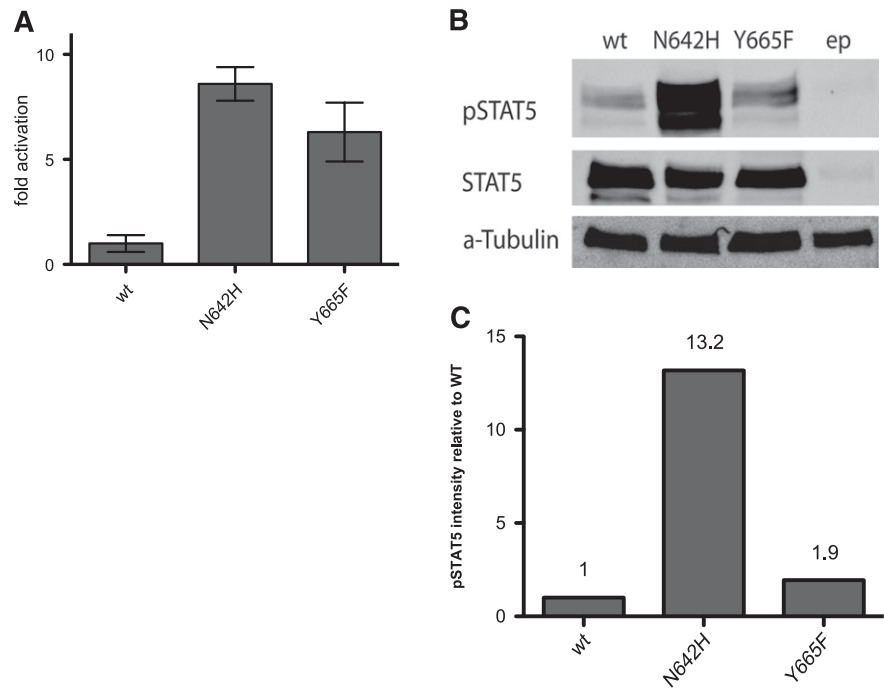 A
fold activation
10
5
0
wt
N642H
Y665F
B
wt N642H Y665F ep
pSTAT5
STAT5
a-Tubulin
C
pSTAT5 intensity relative to WT
15
10
5
0
1
13.2
1.9
wt
N642H
Y665F